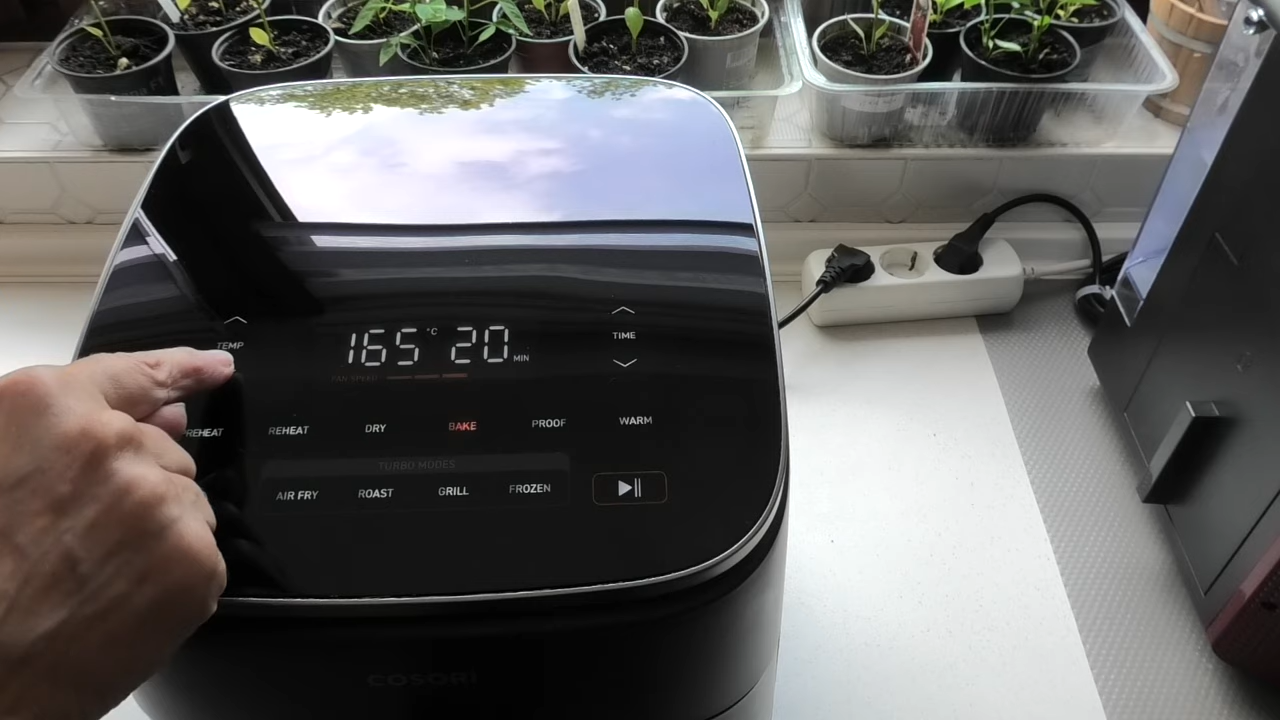 TEMP
165 °C 20 MIN
TIME
FAN SPEED
PREHEAT REHEAT DRY BAKE PROOF WARM
TURBO MODES
AIR FRY ROAST GRILL FROZEN
COSORI